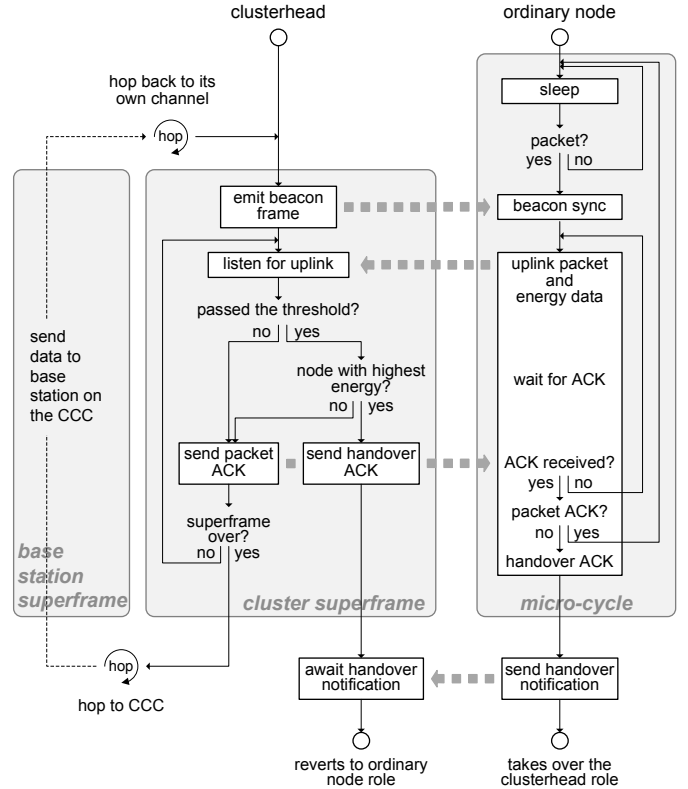 clusterhead
ordinary node
hop back to its
own channel
hop
sleep
packet?
yes no
emit beacon
frame
beacon sync
listen for uplink
uplink packet
and
energy data
passed the threshold?
no yes
send
data to
base
station on
the CCC
node with highest
energy?
no yes
wait for ACK
send packet
ACK
send handover
ACK
ACK received?
yes no
superframe
over?
no yes
packet ACK?
no yes
handover ACK
base
station
superframe
cluster superframe
micro-cycle
hop
hop to CCC
await handover
notification
send handover
notification
reverts to ordinary
node role
takes over the
clusterhead role